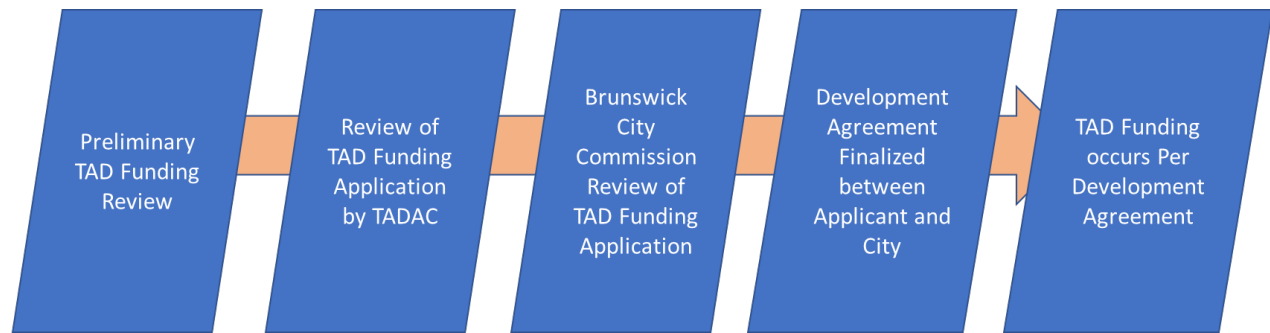 Preliminary
TAD Funding
Review
Review of
TAD Funding
Application
by TADAC
Brunswick
City
Commission
Review of
TAD Funding
Application
Development
Agreement
Finalized
between
Applicant and
City
TAD Funding
occurs Per
Development
Agreement